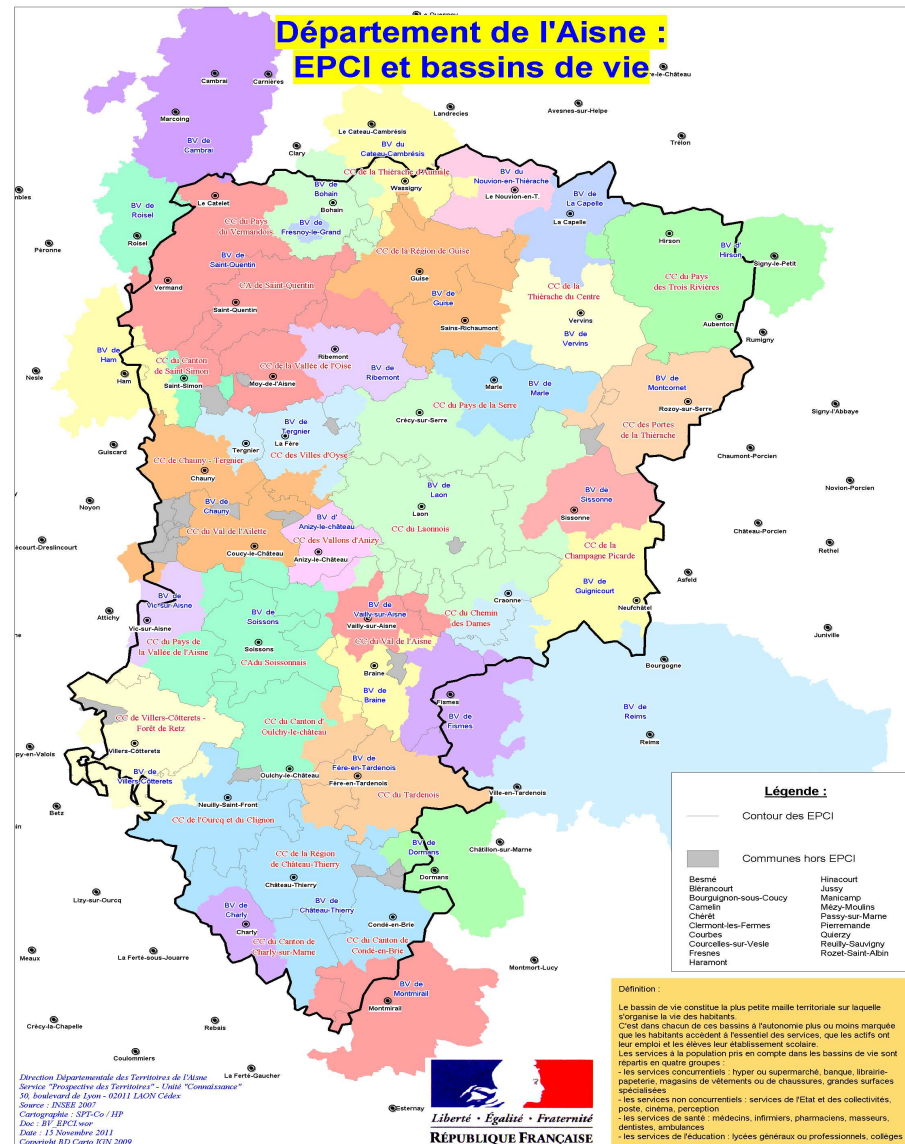 Département de l'Aisne :
EPCI et bassins de vie
Cambrai
Carnières
Marcoing
BV de
Cambrai
Clary
Le Cateau-Cambrésis
BV du
Cateau-Cambrésis
Landrecies
Avesnes-sur-Helpe
Trélon
CC de la Thiérache d'Aumale
Wassigny
BV du
Nouvion-en-Thiérache
Le Nouvion-en-T.
BV de
La Capelle
La Capelle
BV de
Bohain
Bohain
BV de
Fresnoy-le-Grand
Le Catelet
CC du Pays
du Vermandois
BV de
Roisel
Roisel
Péronne
BV de
Saint-Quentin
Vermand
CA de Saint-Quentin
Saint-Quentin
CC de la Région de Guise
Guise
BV de
Guise
Sains-Richaumont
CC de la
Thiérache du Centre
Vervins
BV de
Vervins
Hirson
BV d'
Hirson
Signy-le-Petit
CC du Pays
des Trois Rivières
Aubenton
Rumigny
BV de
Ham
Ham
Nesle
CC du Canton
de Saint-Simon
Saint-Simon
CC de la Vallée de l'Oise
Moy-de-l'Aisne
Ribemont
BV de
Ribemont
Marle
BV de
Marle
CC du Pays de la Serre
Crécy-sur-Serre
BV de
Montcornet
Rozoy-sur-Serre
CC des Portes
de la Thiérache
Signy-l'Abbaye
Chaumont-Porcien
Novion-Porcien
Guiscard
BV de
Tergnier
Tergnier
La Fère
CC des Villes d'Oyse
CC de Chauny - Tergnier
Chauny
BV de
Chauny
Noyon
CC du Val de l'Ailette
Coucy-le-Château
BV d'
Anizy-le-château
CC des Vallons d'Anizy
Anizy-le-Château
BV de
Laon
Laon
CC du Laonnois
BV de
Sissonne
Sissonne
Château-Porcien
Rethel
CC de la
Champagne Picarde
BV de
Guignicourt
Neufchâtel
Asfeld
Juniville
Attichy
BV de
Vic-sur-Aisne
Vic-sur-Aisne
CC du Pays de
la Vallée de l'Aisne
BV de
Soissons
Soissons
CAdu Soissonnais
BV de
Vailly-sur-Aisne
Vailly-sur-Aisne
CC du Val de l'Aisne
Craonne
CC du Chemin
des Dames
Braine
BV de
Braine
Bourgogne
Fismes
BV de
Fismes
BV de
Reims
Reims
CC de Villers-Côtterets -
Forêt de Retz
Villers-Côtterets
BV de
Villers-Côtterets
CC du Canton d'
Oulchy-le-château
Oulchy-le-Château
BV de
Fère-en-Tardenois
Fère-en-Tardenois
CC du Tardenois
Ville-en-Tardenois
Betz
Neuilly-Saint-Front
CC de l'Ourcq et du Clignon
CC de la Région
de Château-Thierry
Château-Thierry
BV de
Château-Thierry
BV de
Dormans
Dormans
Châtillon-sur-Marne
Lizy-sur-Ourcq
BV de
Charly
Charly
CC du Canton de
Charly-sur-Marne
Condé-en-Brie
CC du Canton de
Condé-en-Brie
Meaux
La Ferté-sous-Jouarre
BV de
Montmirail
Montmirail
Montmort-Lucy
Crécy-la-Chapelle
Rebais
Coulommiers
La Ferté-Gaucher
Esternay
Légende :
Contour des EPCI
Communes hors EPCI
Besmé
Blérancourt
Bourguignon-sous-Coucy
Camelin
Chérêt
Clermont-les-Fermes
Courbes
Courcelles-sur-Vesle
Fresnes
Haramont
Hinacourt
Jussy
Manicamp
Mézy-Moulins
Passy-sur-Marne
Pierremande
Quierzy
Reuilly-Sauvigny
Rozet-Saint-Albin
Définition :
Le bassin de vie constitue la plus petite maille territoriale sur laquelle
s'organise la vie des habitants.
C'est dans chacun de ces bassins à l'autonomie plus ou moins marquée
que les habitants accèdent à l'essentiel des services, que les actifs ont
leur emploi et les élèves leur établissement scolaire.
Les services à la population pris en compte dans les bassins de vie sont
répartis en quatre groupes :
- les services concurrentiels : hyper ou supermarché, banque, librairie-
papeterie, magasins de vêtements ou de chaussures, grandes surfaces
spécialisées
- les services non concurrentiels : services de l'Etat et des collectivités,
poste, cinéma, perception
- les services de santé : médecins, infirmiers, pharmaciens, masseurs,
dentistes, ambulances
- les services de l'éducation : lycées généraux ou professionnels, collèges
Direction Départementale des Territoires de l'Aisne
Service "Prospective des Territoires" - Unité "Connaissance"
50, boulevard de Lyon - 02011 LAON Cédex
Source : INSEE 2007
Cartographie : SPT-Co / HP
Doc : BV_EPCI.wor
Date : 15 Novembre 2011
Copyright BD Carto IGN 2009
Liberté • Égalité • Fraternité
RÉPUBLIQUE FRANÇAISE